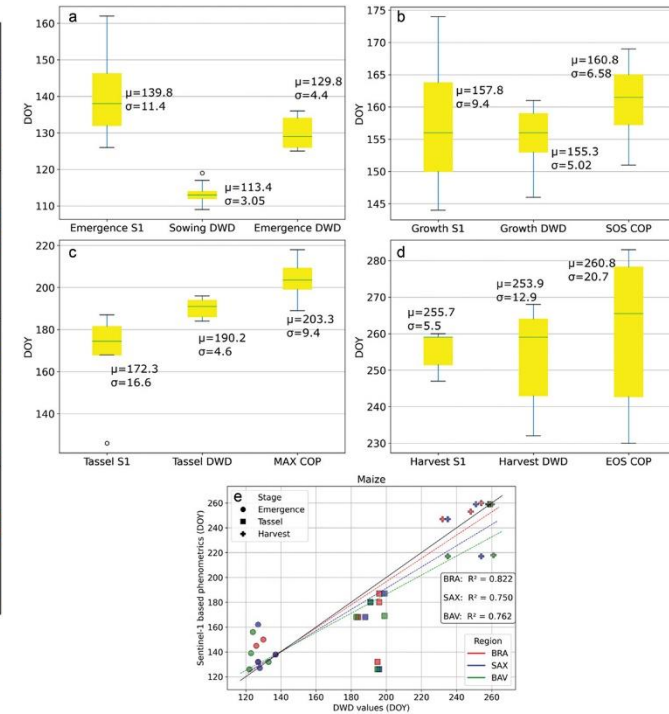 a
DOY
160
150
140
130
120
110
μ=139.8
σ=11.4
μ=113.4
σ=3.05
μ=129.8
σ=4.4
Emergence S1 Sowing DWD Emergence DWD
b
DOY
175
170
165
160
155
150
145
μ=157.8
σ=9.4
μ=155.3
σ=5.02
μ=160.8
σ=6.58
Growth S1 Growth DWD SOS COP
c
DOY
220
200
180
160
140
μ=172.3
σ=16.6
μ=190.2
σ=4.6
μ=203.3
σ=9.4
Tassel S1 Tassel DWD MAX COP
d
DOY
280
270
260
250
240
230
μ=255.7
σ=5.5
μ=253.9
σ=12.9
μ=260.8
σ=20.7
Harvest S1 Harvest DWD EOS COP
Maize
e
Stage
Emergence
Tassel
Harvest
Sentinel-1 based phenometrics (DOY)
260
240
220
200
180
160
140
120
BRA: R² = 0.822
SAX: R² = 0.750
BAV: R² = 0.762
Region
BRA
SAX
BAV
120 140 160 180 200 220 240 260
DWD values (DOY)